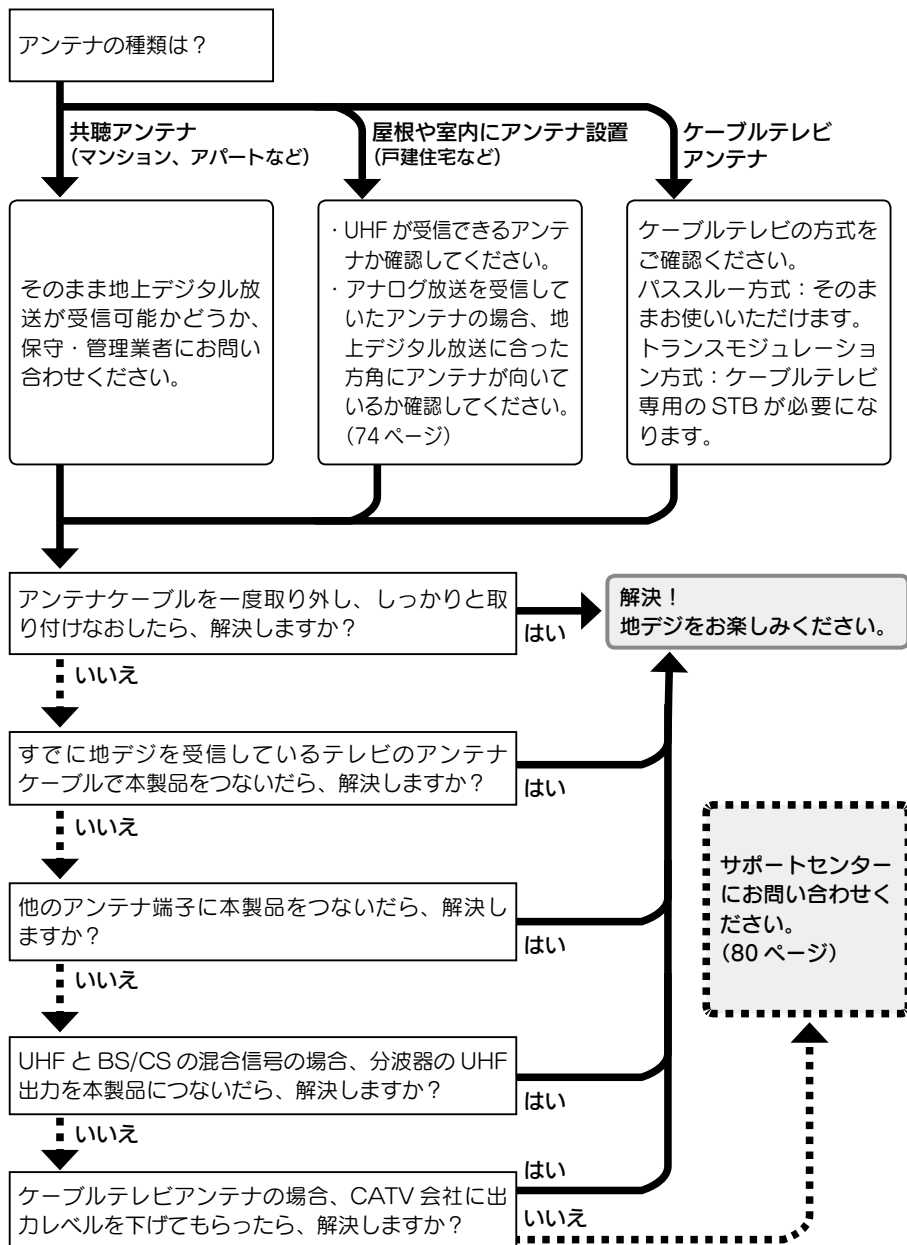 アンテナの種類は？
共聴アンテナ
（マンション、アパートなど）
屋根や室内にアンテナ設置
（戸建住宅など）
ケーブルテレビ
アンテナ
そのまま地上デジタル放
送が受信可能かどうか、
保守・管理業者にお問い
合わせください。
・UHF が受信できるアンテ
ナか確認してください。
・アナログ放送を受信して
いたアンテナの場合、地
上デジタル放送に合った
方角にアンテナが向いて
いるか確認してください。
（74 ページ）
ケーブルテレビの方式を
ご確認ください。
パススルー方式：そのま
まお使いいただけます。
トランスモジュレーショ
ン方式：ケーブルテレビ
専用の STB が必要にな
ります。
アンテナケーブルを一度取り外し、しっかりと取
り付けなおしたら、解決しますか？
はい
解決！
地デジをお楽しみください。
いいえ
すでに地デジを受信しているテレビのアンテナ
ケーブルで本製品をつないだら、解決しますか？
はい
いいえ
他のアンテナ端子に本製品をつないだら、解決し
ますか？
はい
サポートセンター
にお問い合わせく
ださい。
（80 ページ）
いいえ
UHF と BS/CS の混合信号の場合、分波器の UHF
出力を本製品につないだら、解決しますか？
はい
いいえ
ケーブルテレビアンテナの場合、CATV 会社に出
力レベルを下げてもらったら、解決しますか？
はい
いいえ